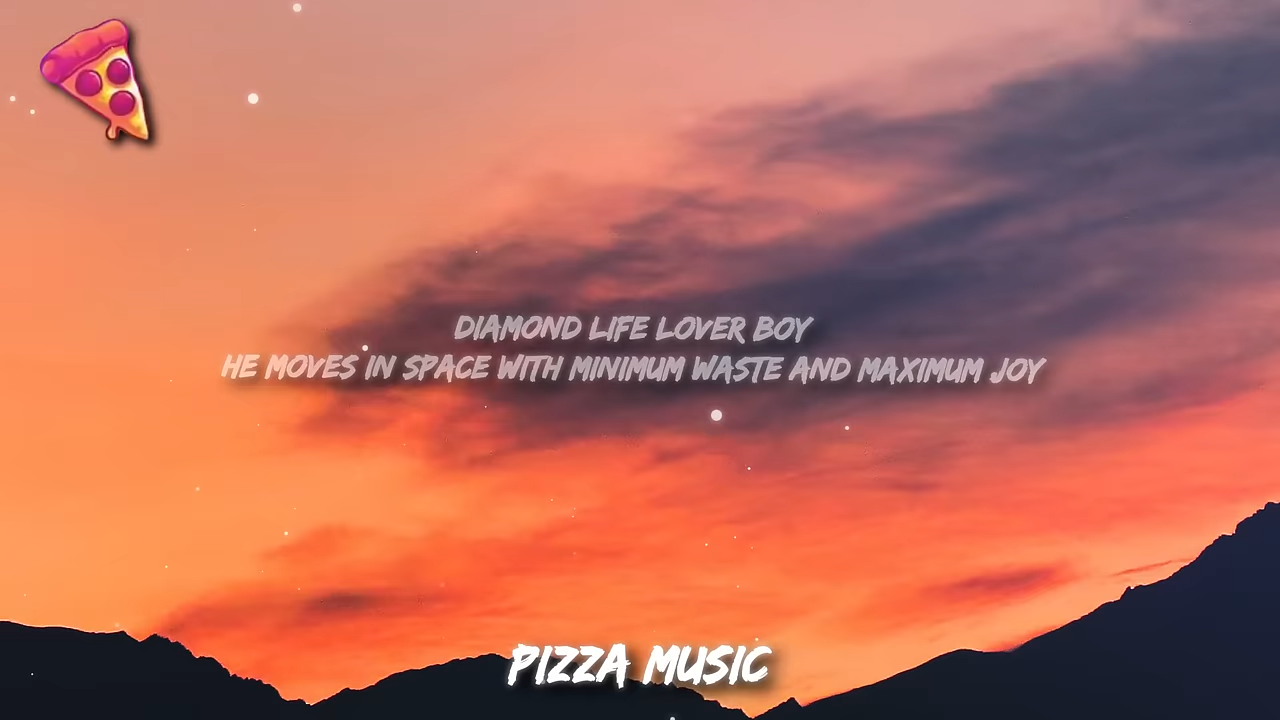 DIAMOND LIFE LOVER BOY
HE MOVES IN SPACE WITH MINIMUM WASTE AND MAXIMUM JOY
PIZZA MUSIC